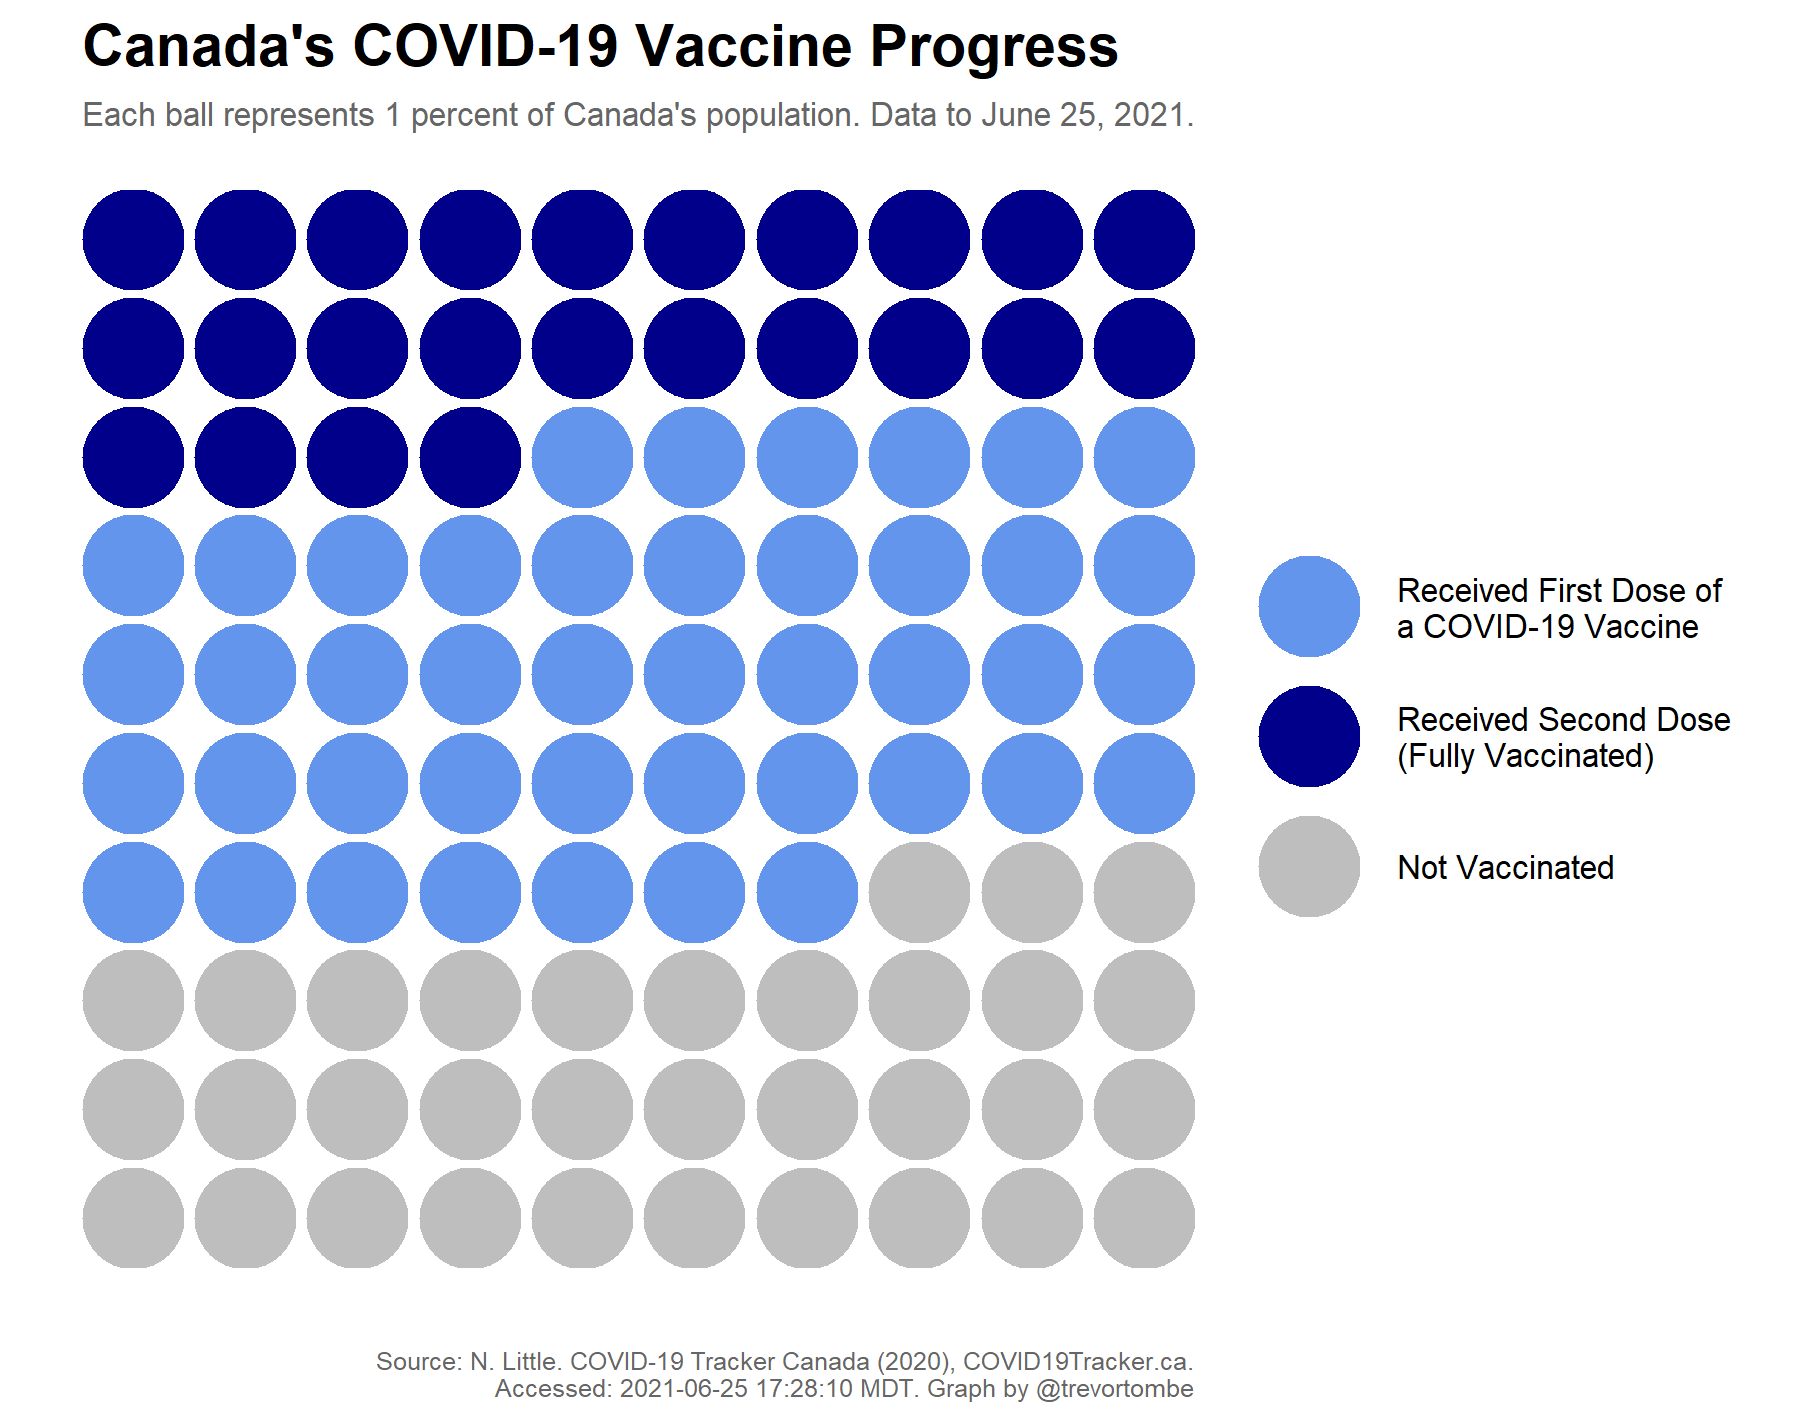 Canada's COVID-19 Vaccine Progress
Each ball represents 1 percent of Canada's population. Data to June 25, 2021.
Received First Dose of
a COVID-19 Vaccine
Received Second Dose
(Fully Vaccinated)
Not Vaccinated
Source: N. Little. COVID-19 Tracker Canada (2020), COVID19Tracker.ca.
Accessed: 2021-06-25 17:28:10 MDT. Graph by @trevortombe